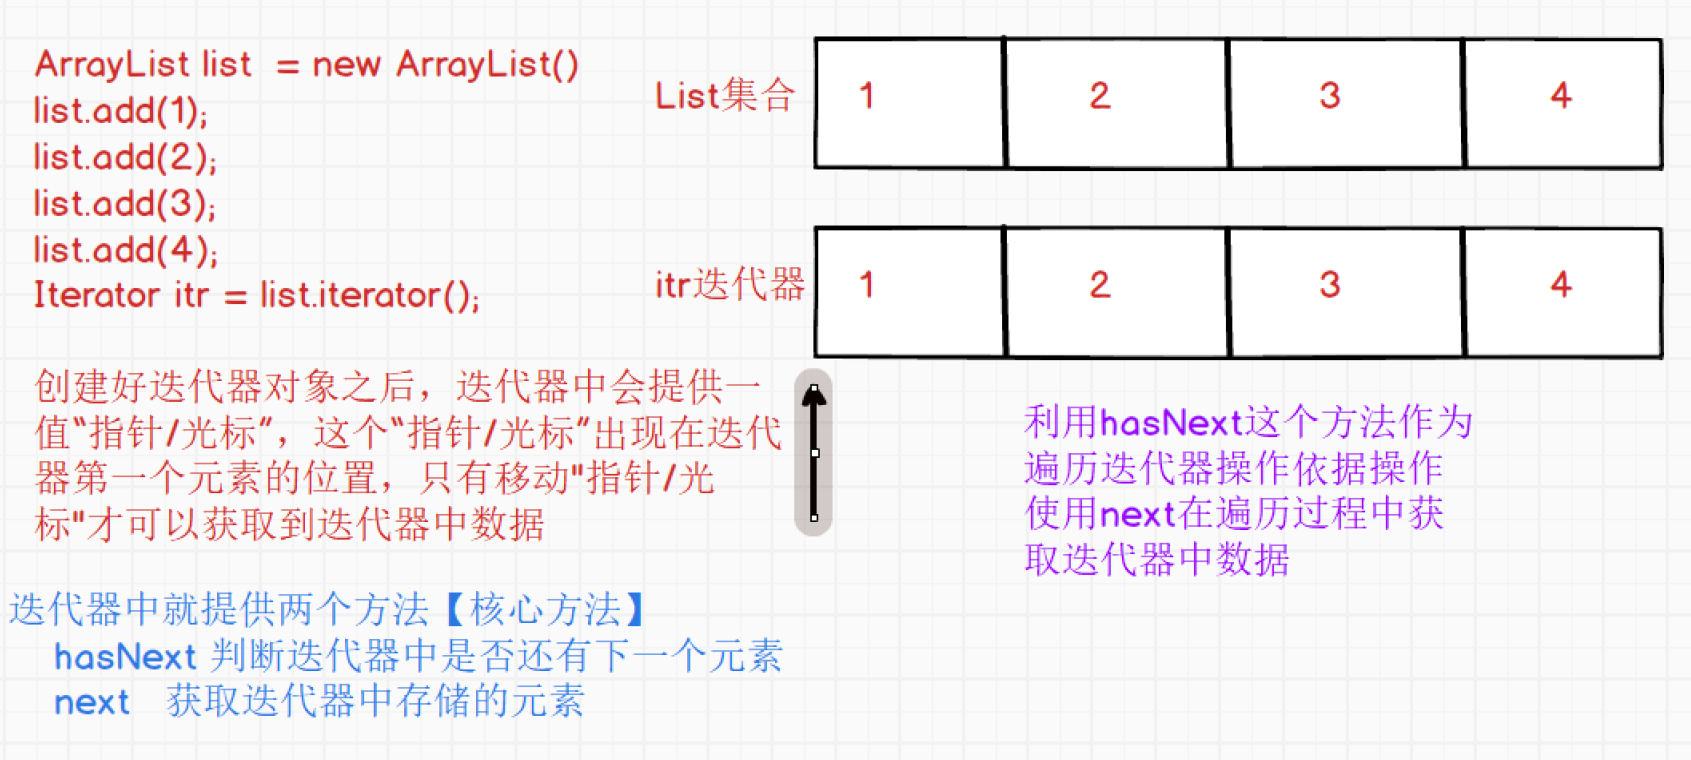 ArrayList list = new ArrayList()
list.add(1);
list.add(2);
list.add(3);
list.add(4);
Iterator itr = list.iterator();
List集合
1 2 3 4
itr迭代器
1 2 3 4
创建好迭代器对象之后，迭代器中会提供一
值“指针/光标”，这个“指针/光标”出现在迭代
器第一个元素的位置，只有移动"指针/光
标"才可以获取到迭代器中数据
利用hasNext这个方法作为
遍历迭代器操作依据操作
使用next在遍历过程中获
取迭代器中数据
迭代器中就提供两个方法【核心方法】
hasNext 判断迭代器中是否还有下一个元素
next 获取迭代器中存储的元素